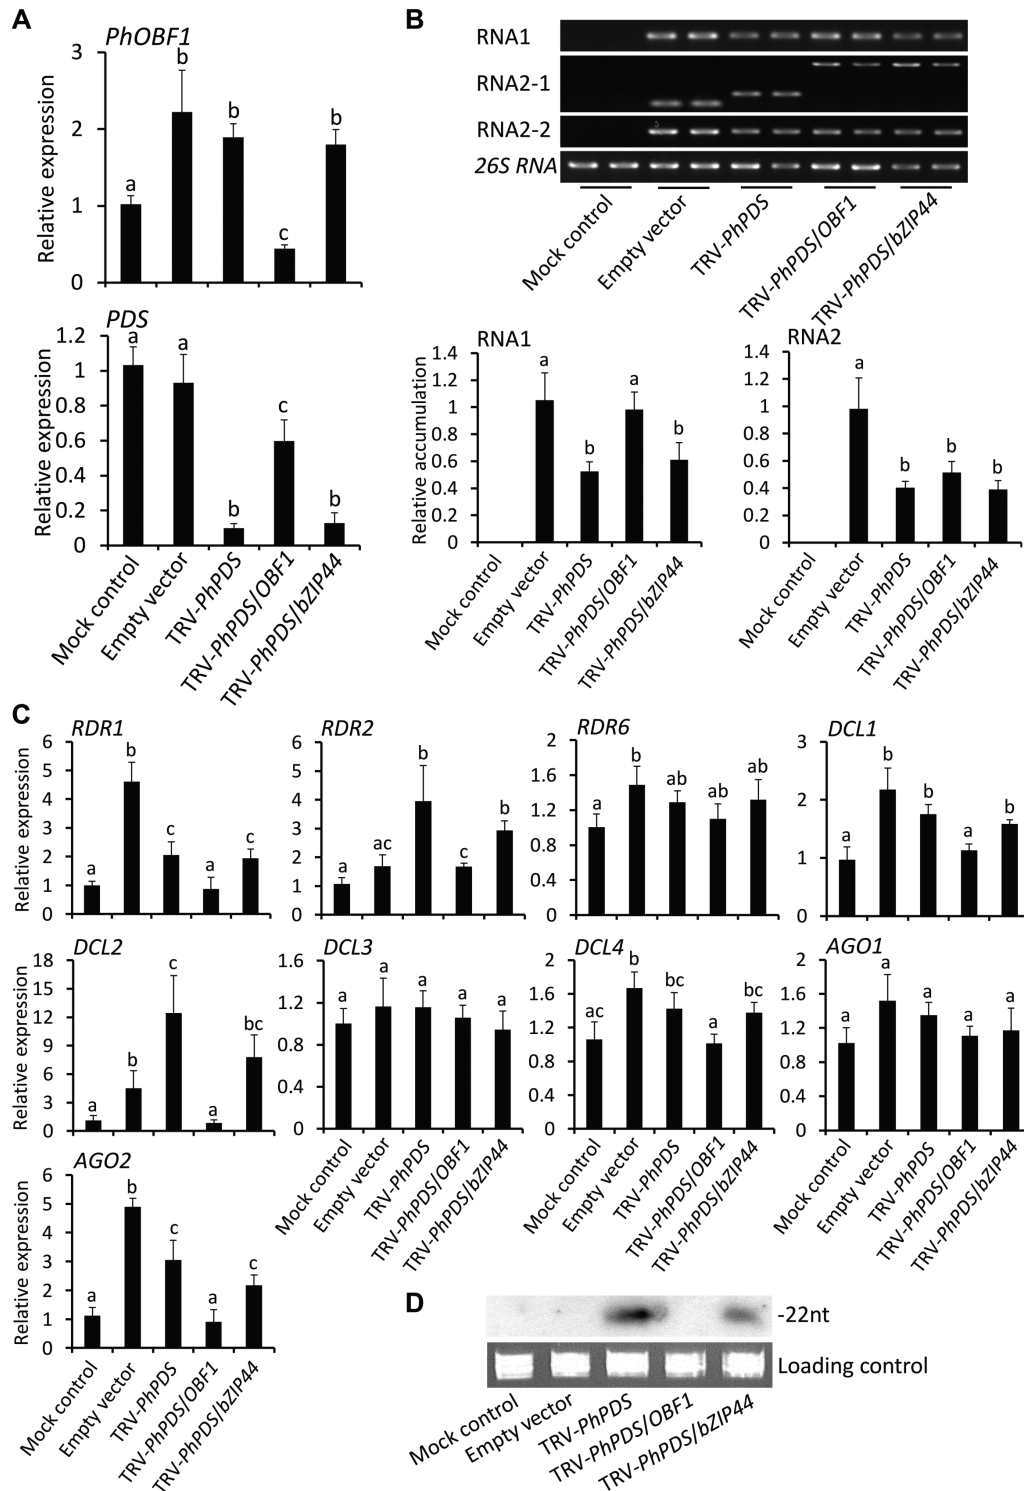 A
PhOBF1
Relative expression
3
2
1
0
a
b
b
c
b
PDS
Relative expression
1.2
1
0.8
0.6
0.4
0.2
0
a
a
b
c
b
Mock control
Empty vector
TRV-PhPDS
TRV-PhPDS/OBF1
TRV-PhPDS/bZIP44
B
RNA1
RNA2-1
RNA2-2
26S RNA
Mock control
Empty vector
TRV-PhPDS
TRV-PhPDS/OBF1
TRV-PhPDS/bZIP44
RNA1
Relative accumulation
1.4
1.2
1
0.8
0.6
0.4
0.2
0
a
b
a
b
Mock control
Empty vector
TRV-PhPDS
TRV-PhPDS/OBF1
TRV-PhPDS/bZIP44
RNA2
1.4
1.2
1
0.8
0.6
0.4
0.2
0
a
b
b
b
Mock control
Empty vector
TRV-PhPDS
TRV-PhPDS/OBF1
TRV-PhPDS/bZIP44
C
RDR1
Relative expression
6
5
4
3
2
1
0
a
b
c
a
c
RDR2
6
5
4
3
2
1
0
a
ac
b
c
b
RDR6
2
1.6
1.2
0.8
0.4
0
a
b
ab
ab
ab
DCL1
3
2
1
0
a
b
b
a
b
DCL2
Relative expression
18
15
12
9
6
3
0
a
b
c
a
bc
DCL3
1.6
1.2
0.8
0.4
0
a
a
a
a
a
Mock control
Empty vector
TRV-PhPDS
TRV-PhPDS/OBF1
TRV-PhPDS/bZIP44
DCL4
2
1.6
1.2
0.8
0.4
0
ac
b
bc
a
bc
Mock control
Empty vector
TRV-PhPDS
TRV-PhPDS/OBF1
TRV-PhPDS/bZIP44
AGO1
2
1.6
1.2
0.8
0.4
0
a
a
a
a
a
Mock control
Empty vector
TRV-PhPDS
TRV-PhPDS/OBF1
TRV-PhPDS/bZIP44
AGO2
Relative expression
6
5
4
3
2
1
0
a
b
c
a
c
Mock control
Empty vector
TRV-PhPDS
TRV-PhPDS/OBF1
TRV-PhPDS/bZIP44
D
-22nt
Loading control
Mock control
Empty vector
TRV-PhPDS
TRV-PhPDS/OBF1
TRV-PhPDS/bZIP44